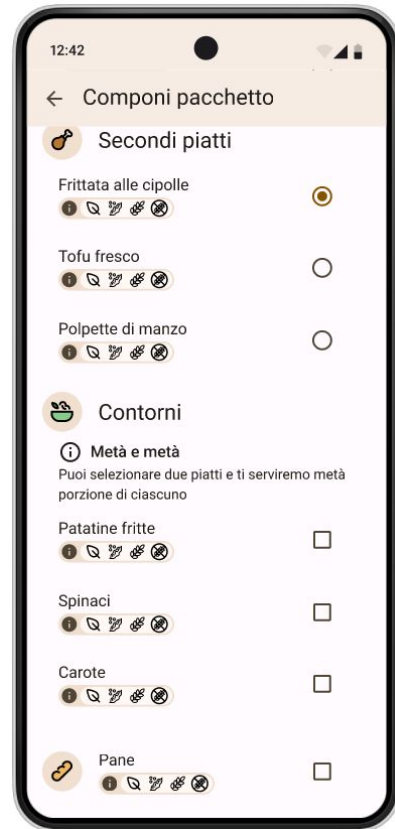 12:42
Componi pacchetto
Secondi piatti
Frittata alle cipolle
Tofu fresco
Polpette di manzo
Contorni
Metà e metà
Puoi selezionare due piatti e ti serviremo metà
porzione di ciascuno
Patatine fritte
Spinaci
Carote
Pane